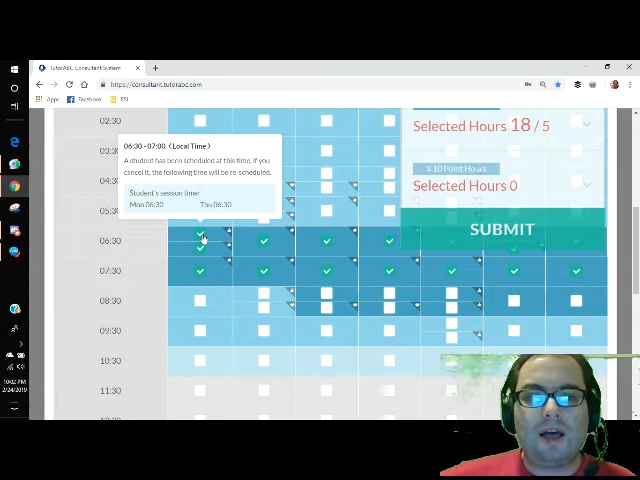 TutorABC Consultant System
https://consultant.tutorabc.com
Apps
Facebook
ESL
02:30
03:30
04:30
05:30
06:30
07:30
08:30
09:30
10:30
11:30
06:30 - 07:00 (Local Time)
A student has been scheduled at this time, if you
cancel it, the following time will be re-scheduled.
Student's session time:
Mon 06:30 Thu 06:30
Selected Hours 18 / 5
≤ 10 Point Hours
Selected Hours 0
SUBMIT
10:02 PM
2/24/2019